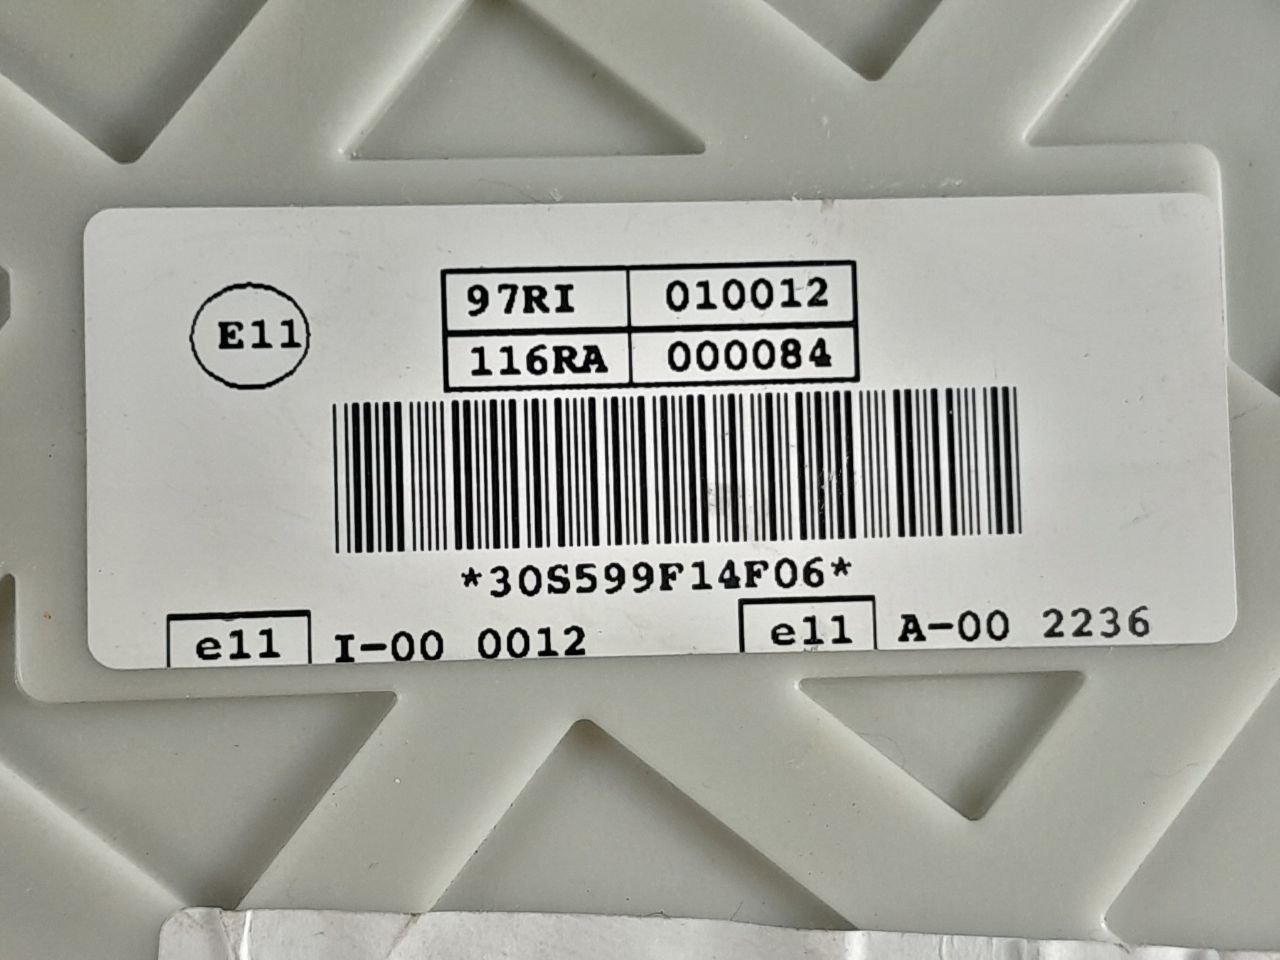 E11
97RI 010012
116RA 000084
*30S599F14F06*
e11 I-00 0012 e11 A-00 2236